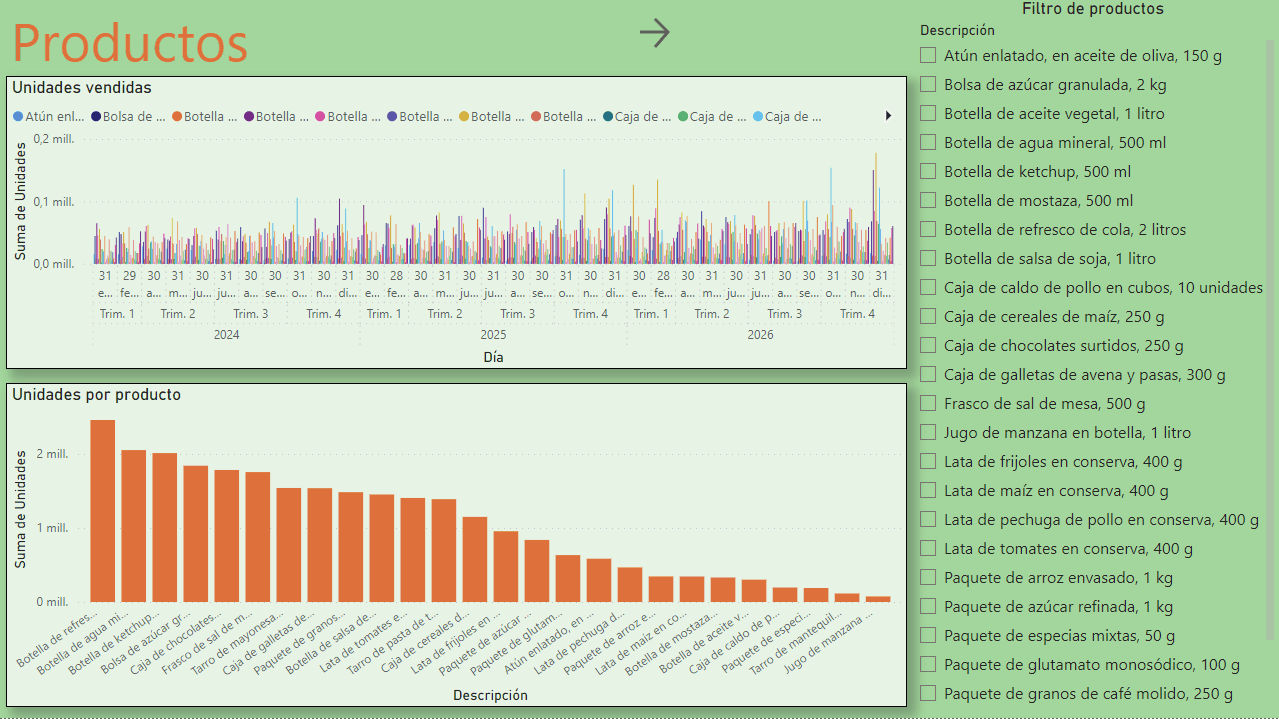 Productos
Unidades vendidas
Atún enl... Bolsa de ... Botella ... Botella ... Botella ... Botella ... Botella ... Botella ... Caja de ... Caja de ... Caja de ...
Suma de Unidades
0,2 mill.
0,1 mill.
0,0 mill.
31 29 30 31 30 31 30 30 31 30 31 30 28 30 31 30 31 30 30 31 30 31 30 28 30 31 30 31 30 30 31 30 31
e... fe... a... m... ju... ju... a... se... o... n... di... e... fe... a... m... ju... ju... a... se... o... n... di... e... fe... a... m... ju... ju... a... se... o... n... di...
Trim. 1 Trim. 2 Trim. 3 Trim. 4 Trim. 1 Trim. 2 Trim. 3 Trim. 4 Trim. 1 Trim. 2 Trim. 3 Trim. 4
2024 2025 2026
Día
Unidades por producto
Suma de Unidades
2 mill.
1 mill.
0 mill.
Botella de refres...
Botella de agua mi...
Botella de ketchup...
Bolsa de azúcar gr...
Caja de chocolates...
Frasco de sal de m...
Tarro de mayonesa...
Caja de galletas de...
Paquete de granos...
Botella de salsa de...
Lata de tomates e...
Tarro de pasta de t...
Caja de cereales d...
Lata de frijoles en...
Paquete de azúcar ...
Paquete de glutam...
Atún enlatado, en...
Lata de pechuga d...
Paquete de arroz e...
Lata de maíz en co...
Botella de mostaza...
Botella de aceite v...
Caja de caldo de p...
Paquete de especi...
Tarro de mantequil...
Jugo de manzana ...
Descripción
Filtro de productos
Descripción
Atún enlatado, en aceite de oliva, 150 g
Bolsa de azúcar granulada, 2 kg
Botella de aceite vegetal, 1 litro
Botella de agua mineral, 500 ml
Botella de ketchup, 500 ml
Botella de mostaza, 500 ml
Botella de refresco de cola, 2 litros
Botella de salsa de soja, 1 litro
Caja de caldo de pollo en cubos, 10 unidades
Caja de cereales de maíz, 250 g
Caja de chocolates surtidos, 250 g
Caja de galletas de avena y pasas, 300 g
Frasco de sal de mesa, 500 g
Jugo de manzana en botella, 1 litro
Lata de frijoles en conserva, 400 g
Lata de maíz en conserva, 400 g
Lata de pechuga de pollo en conserva, 400 g
Lata de tomates en conserva, 400 g
Paquete de arroz envasado, 1 kg
Paquete de azúcar refinada, 1 kg
Paquete de especias mixtas, 50 g
Paquete de glutamato monosódico, 100 g
Paquete de granos de café molido, 250 g